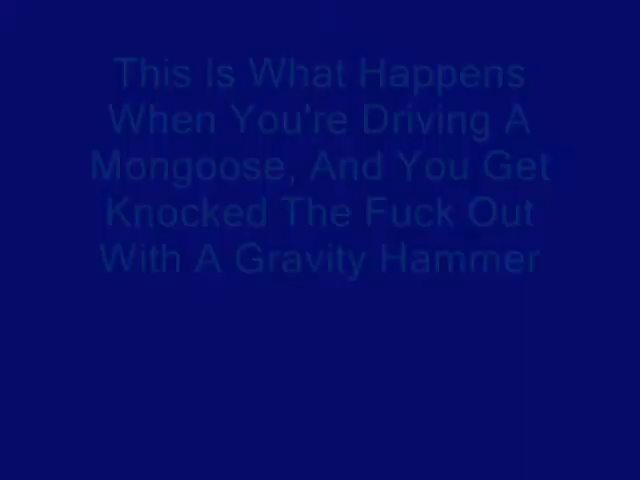 This Is What Happens
When You're Driving A
Mongoose, And You Get
Knocked The Fuck Out
With A Gravity Hammer